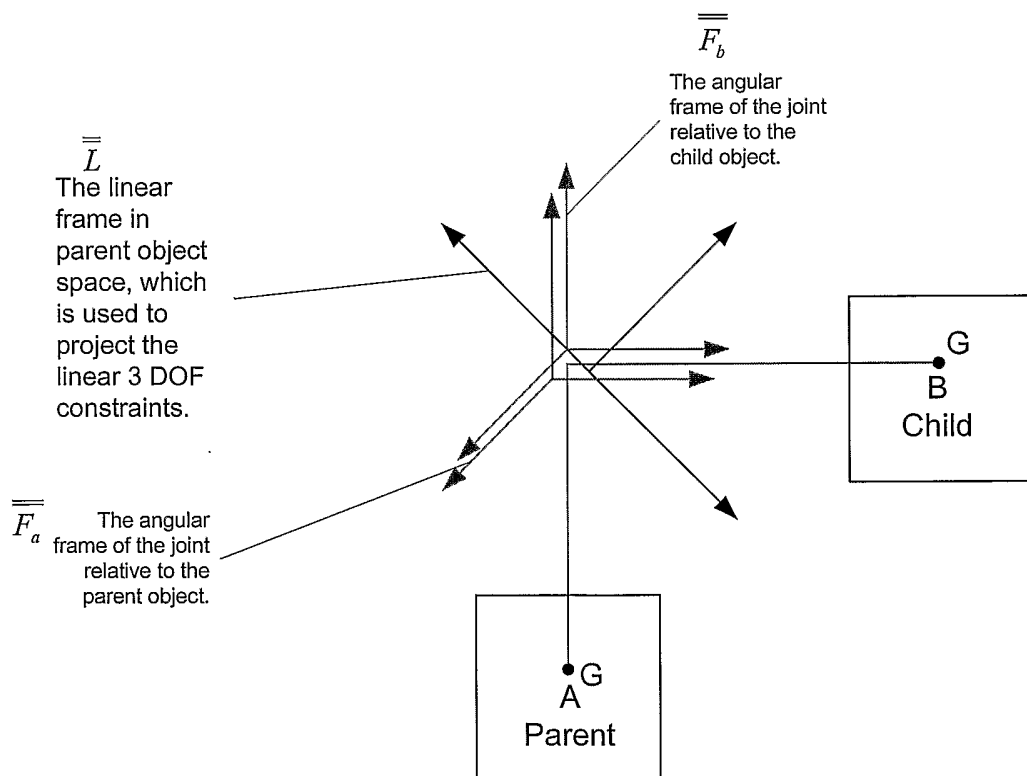 F_b
The angular
frame of the joint
relative to the
child object.
L
The linear
frame in
parent object
space, which
is used to
project the
linear 3 DOF
constraints.
F_a
The angular
frame of the joint
relative to the
parent object.
G
B
Child
G
A
Parent